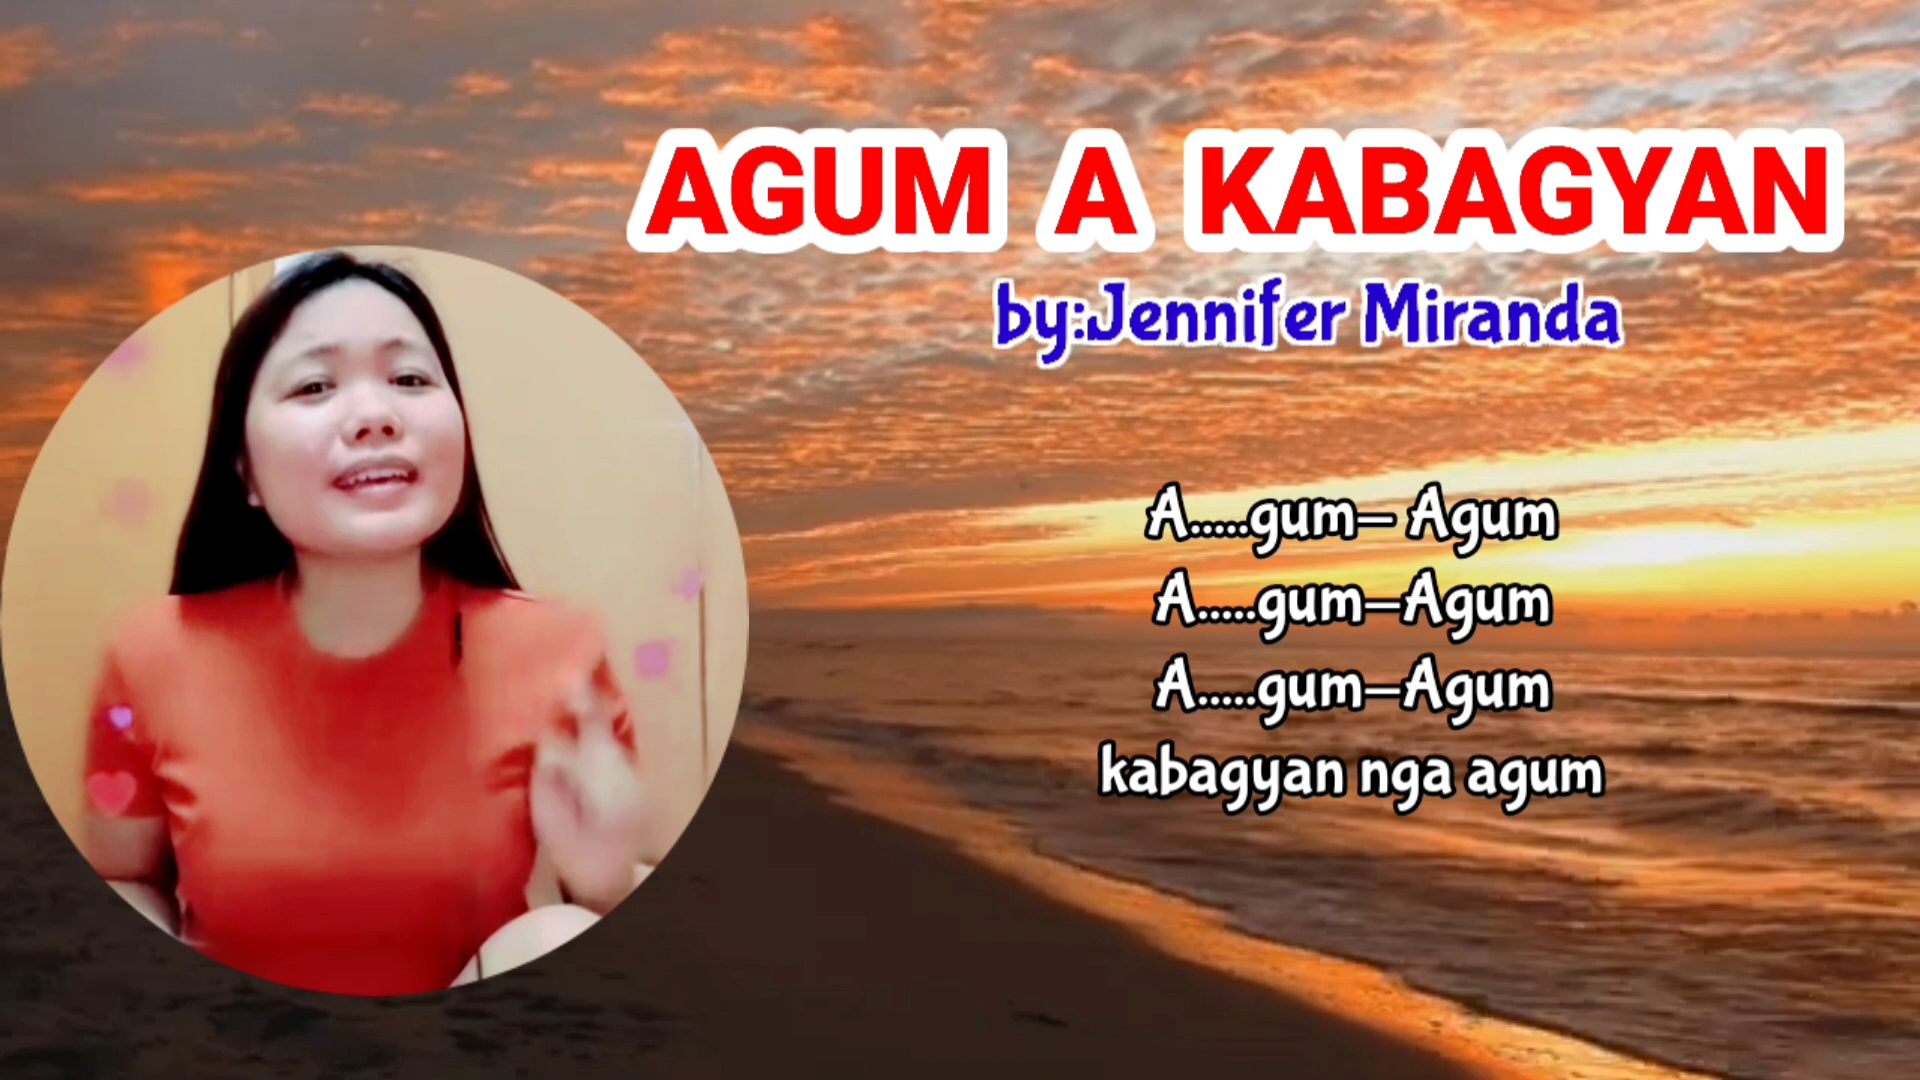 AGUM A KABAGYAN
by:Jennifer Miranda
A.....gum– Agum
A.....gum–Agum
A.....gum–Agum
kabagyan nga agum